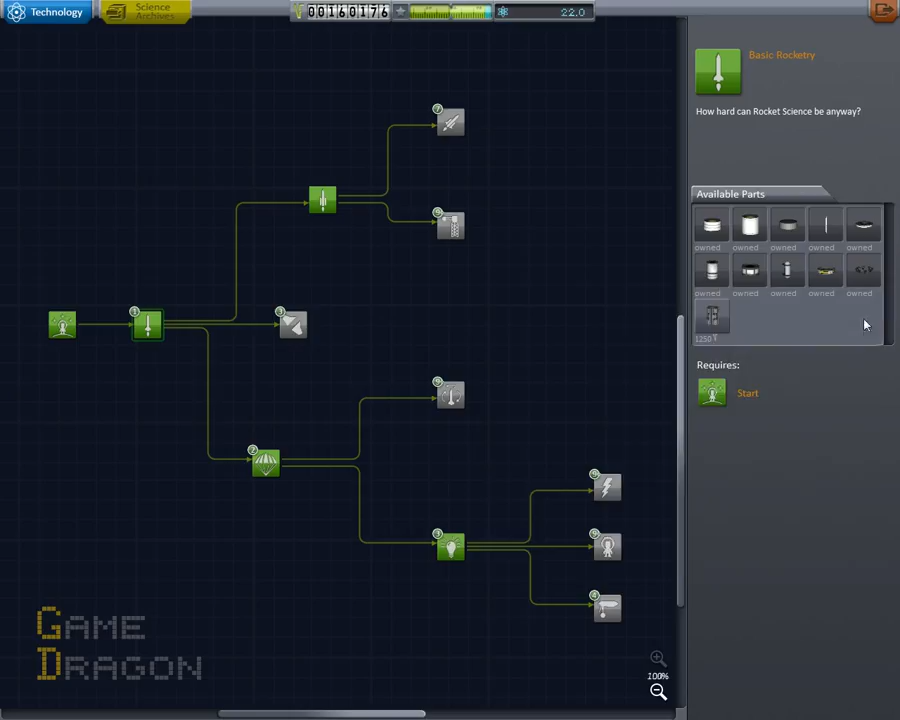 Technology
Science
Archives
00160176
22.0
Basic Rocketry
How hard can Rocket Science be anyway?
Available Parts
owned owned owned owned owned
owned owned owned owned owned
1250
Requires:
Start
GAME
DRAGON
100%